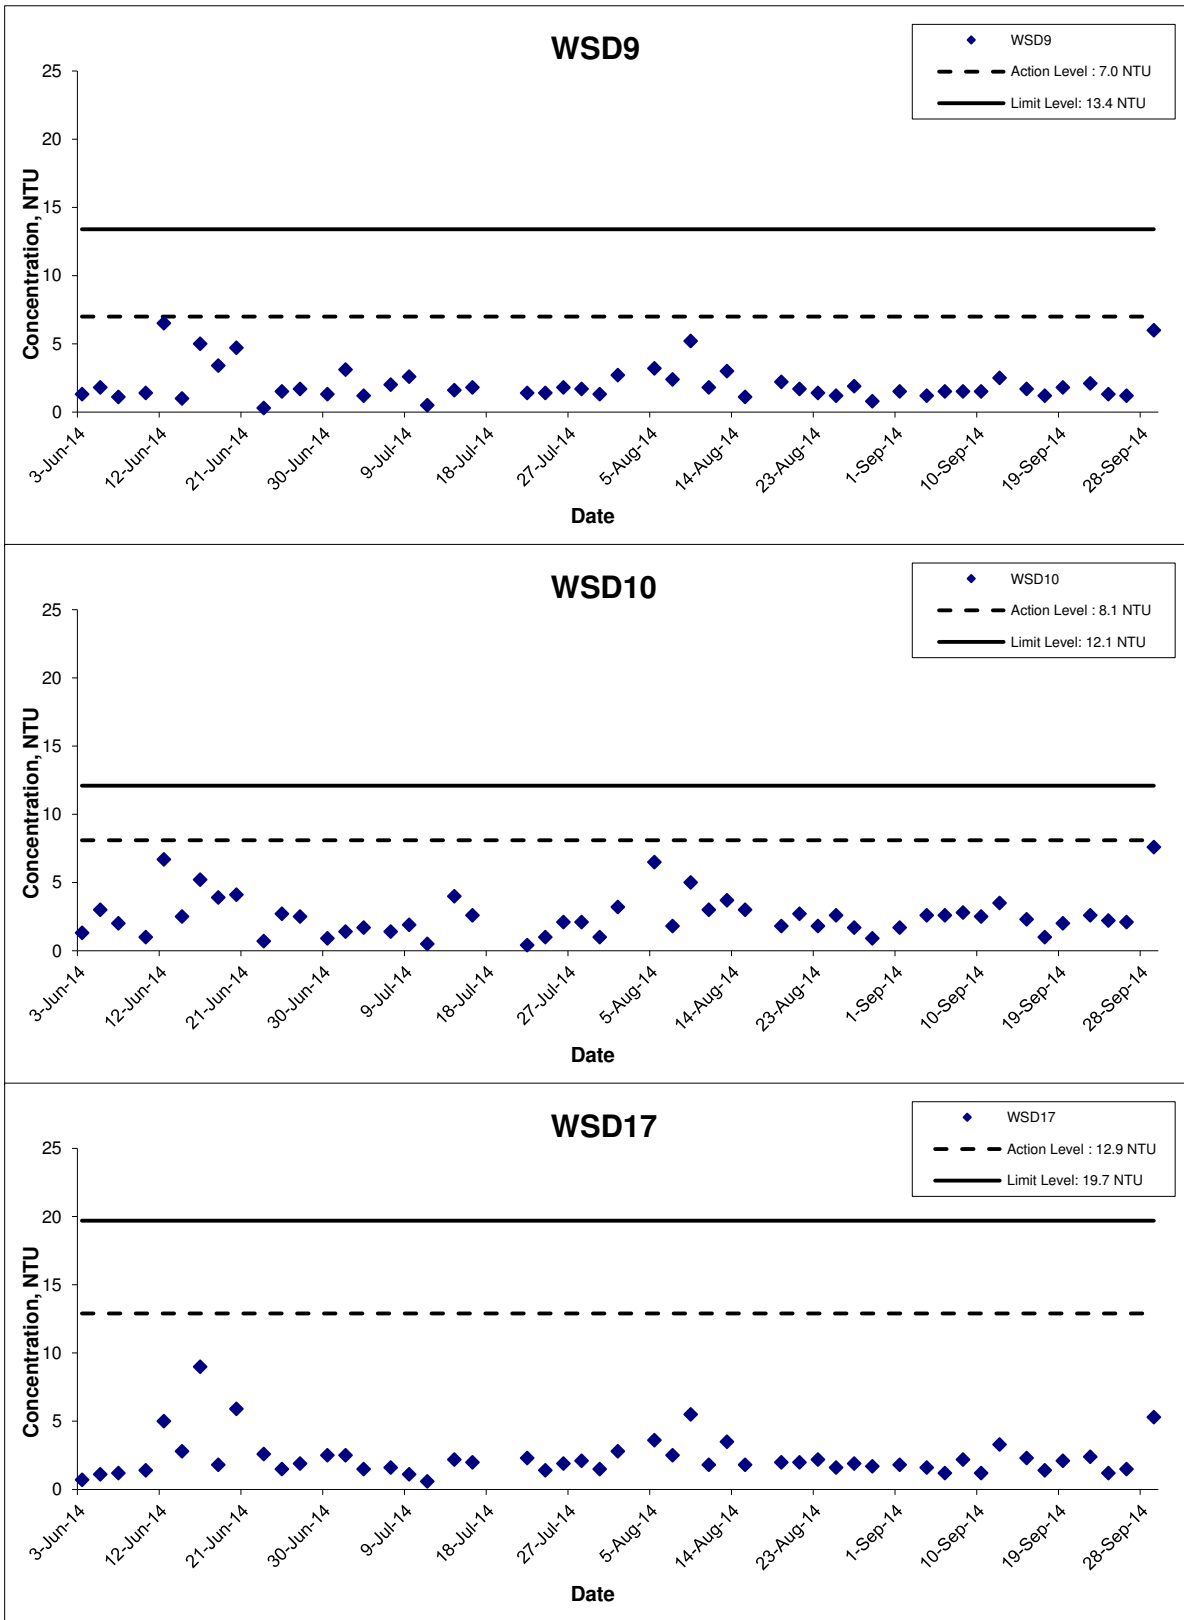 WSD9
WSD9
Action Level : 7.0 NTU
Limit Level: 13.4 NTU
Concentration, NTU
25
20
15
10
5
0
3-Jun-14
12-Jun-14
21-Jun-14
30-Jun-14
9-Jul-14
18-Jul-14
27-Jul-14
5-Aug-14
14-Aug-14
23-Aug-14
1-Sep-14
10-Sep-14
19-Sep-14
28-Sep-14
Date
WSD10
WSD10
Action Level : 8.1 NTU
Limit Level: 12.1 NTU
Concentration, NTU
25
20
15
10
5
0
3-Jun-14
12-Jun-14
21-Jun-14
30-Jun-14
9-Jul-14
18-Jul-14
27-Jul-14
5-Aug-14
14-Aug-14
23-Aug-14
1-Sep-14
10-Sep-14
19-Sep-14
28-Sep-14
Date
WSD17
WSD17
Action Level : 12.9 NTU
Limit Level: 19.7 NTU
Concentration, NTU
25
20
15
10
5
0
3-Jun-14
12-Jun-14
21-Jun-14
30-Jun-14
9-Jul-14
18-Jul-14
27-Jul-14
5-Aug-14
14-Aug-14
23-Aug-14
1-Sep-14
10-Sep-14
19-Sep-14
28-Sep-14
Date